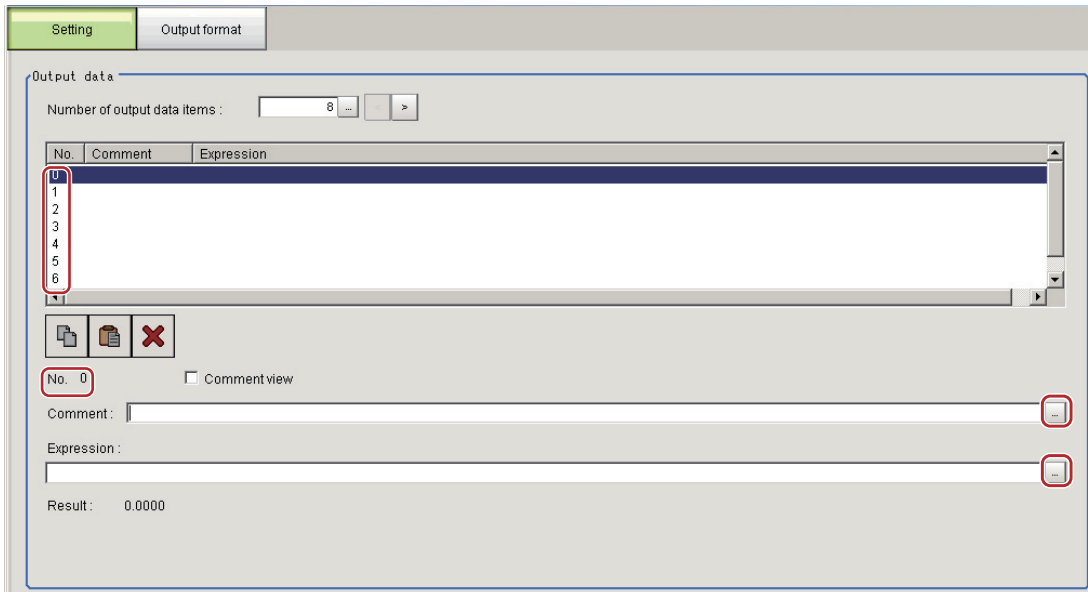 Setting Output format
Output data
Number of output data items : 8 ... < >
No. Comment Expression
0
1
2
3
4
5
6
No. 0 Comment view
Comment : ...
Expression :
...
Result : 0.0000